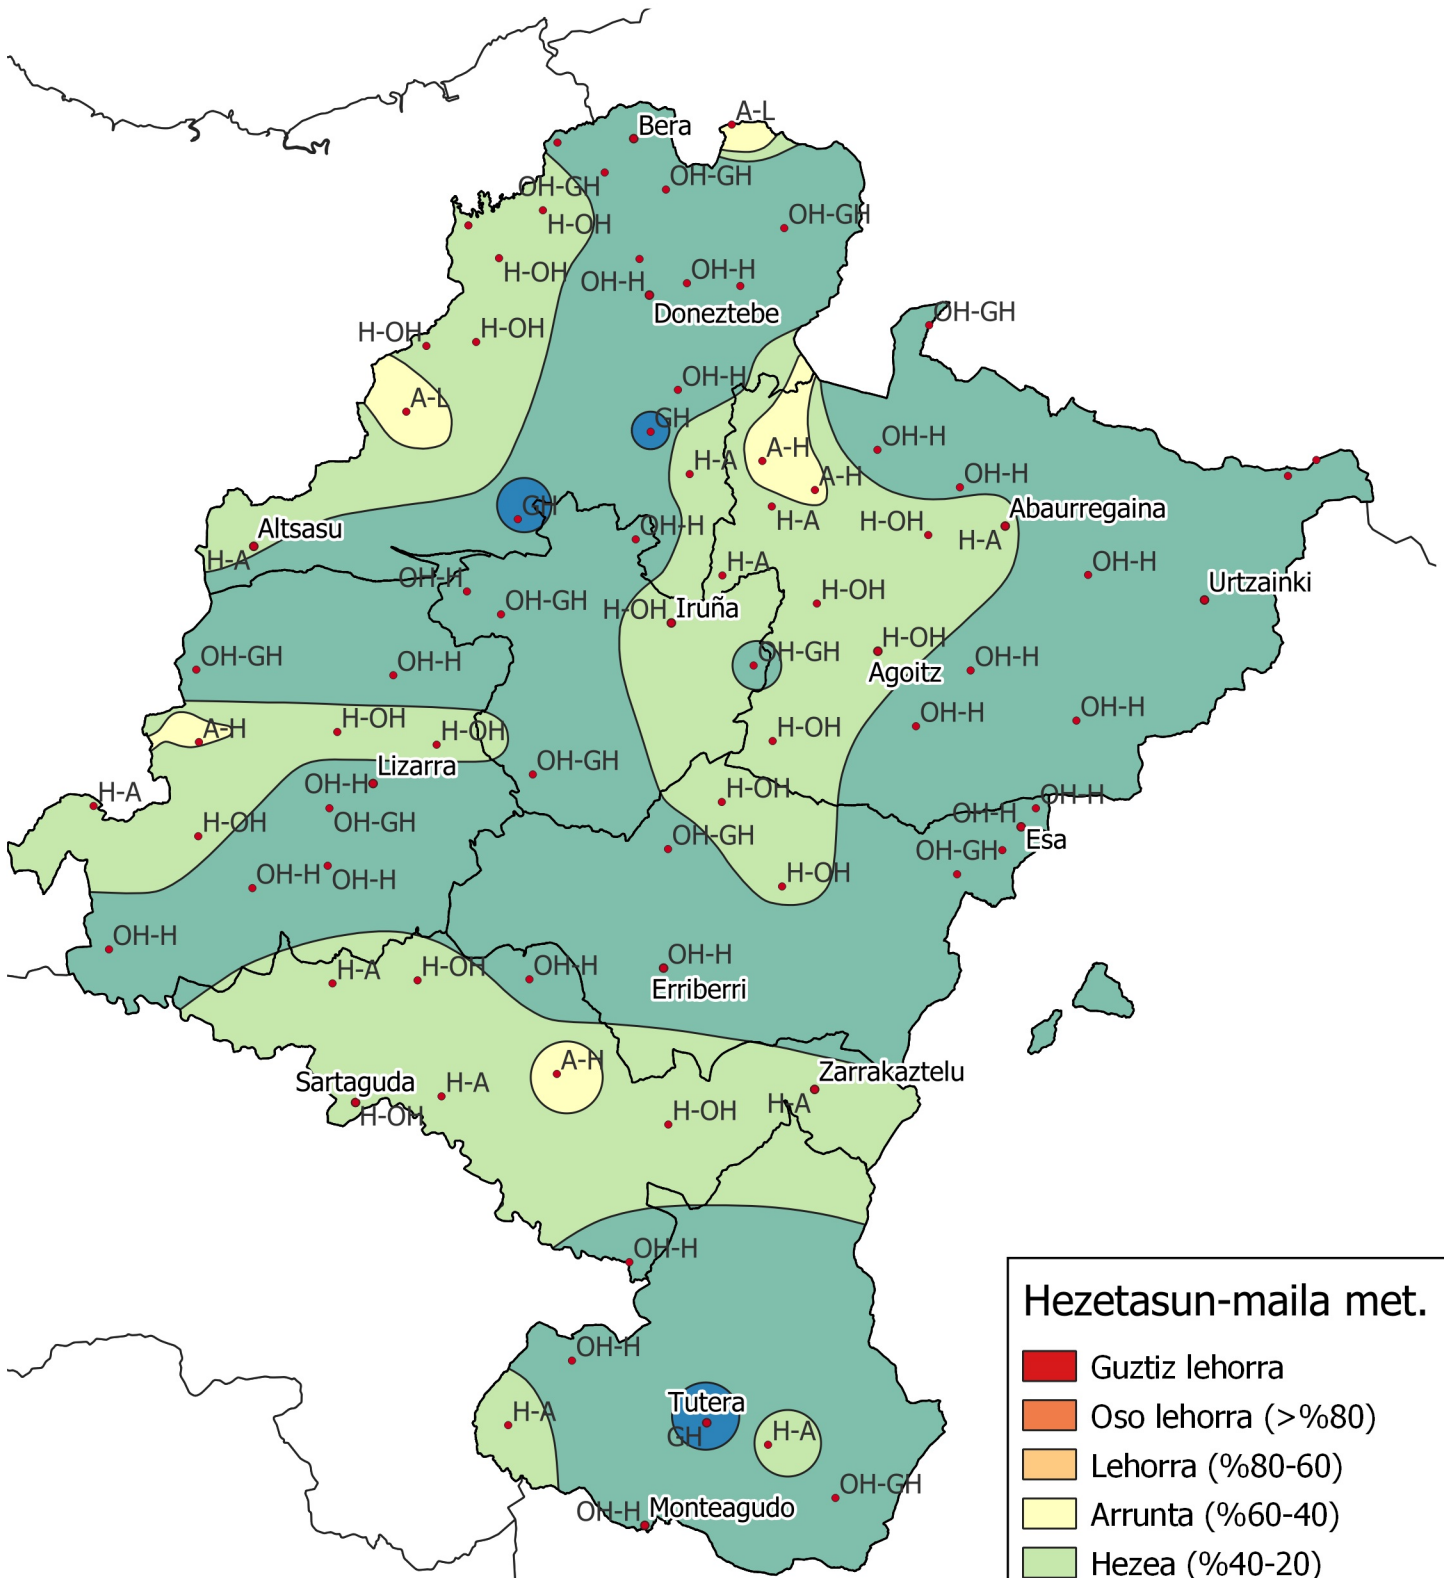 A-L
Bera
OH-GH
OH-GH
OH-GH
H-OH
H-OH
OH-H
OH-H
Doneztebe
OH-GH
H-OH
H-OH
OH-H
A-L
GH
OH-H
A-H
H-A
A-H
OH-H
GH
Abaurregaina
H-A
H-OH
OH-H
H-A
Altsasu
H-A
H-A
OH-H
OH-H
Urtzainki
H-OH
OH-GH
H-OH
Iruña
H-OH
OH-GH
OH-H
OH-GH
OH-H
Agoitz
H-OH
OH-H
OH-H
A-H
H-OH
H-OH
OH-GH
Lizarra
OH-H
H-A
H-OH
OH-H
OH-H
H-OH
OH-GH
OH-GH
Esa
OH-GH
OH-H
OH-H
H-OH
OH-H
H-A
H-OH
OH-H
OH-H
Erriberri
A-H
Sartaguda
H-A
Zarrakaztelu
H-A
H-OH
H-OH
OH-H
OH-H
Tutera
GH
H-A
H-A
OH-GH
OH-H
Monteagudo
Hezetasun-maila met.
Guztiz lehorra
Oso lehorra (>%80)
Lehorra (%80-60)
Arrunta (%60-40)
Hezea (%40-20)